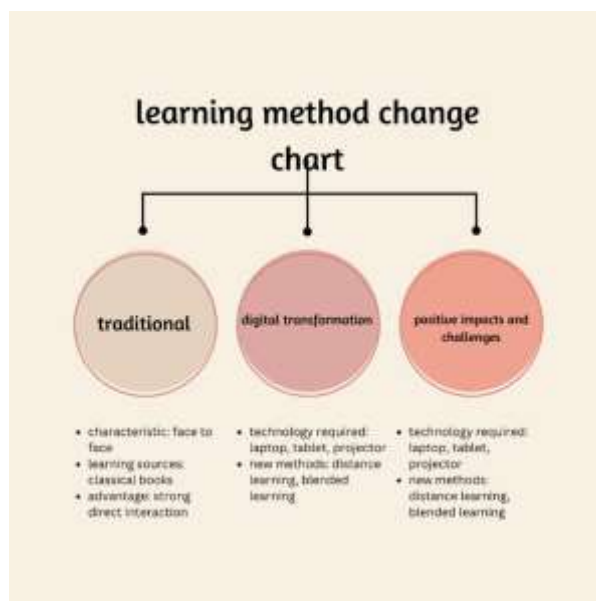 learning method change
chart
traditional
digital transformation
positive impacts and
challenges
• characteristic: face to
face
• learning sources:
classical books
• advantage: strong
direct interaction
• technology required:
laptop, tablet, projector
• new methods: distance
learning, blended
learning
• technology required:
laptop, tablet,
projector
• new methods:
distance learning,
blended learning